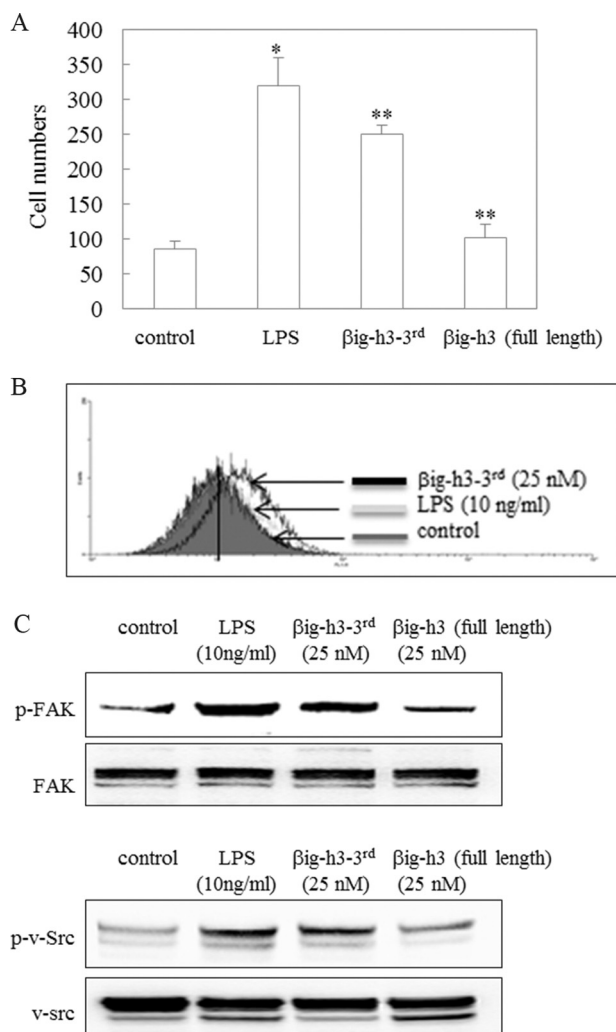 A
400
350
300
250
200
150
100
50
0
Cell numbers
*
**
**
control LPS βig-h3-3rd βig-h3 (full length)
B
βig-h3-3rd (25 nM)
LPS (10 ng/ml)
control
C
control LPS βig-h3-3rd βig-h3 (full length)
(10ng/ml) (25 nM) (25 nM)
p-FAK
FAK
control LPS βig-h3-3rd βig-h3 (full length)
(10ng/ml) (25 nM) (25 nM)
p-v-Src
v-src